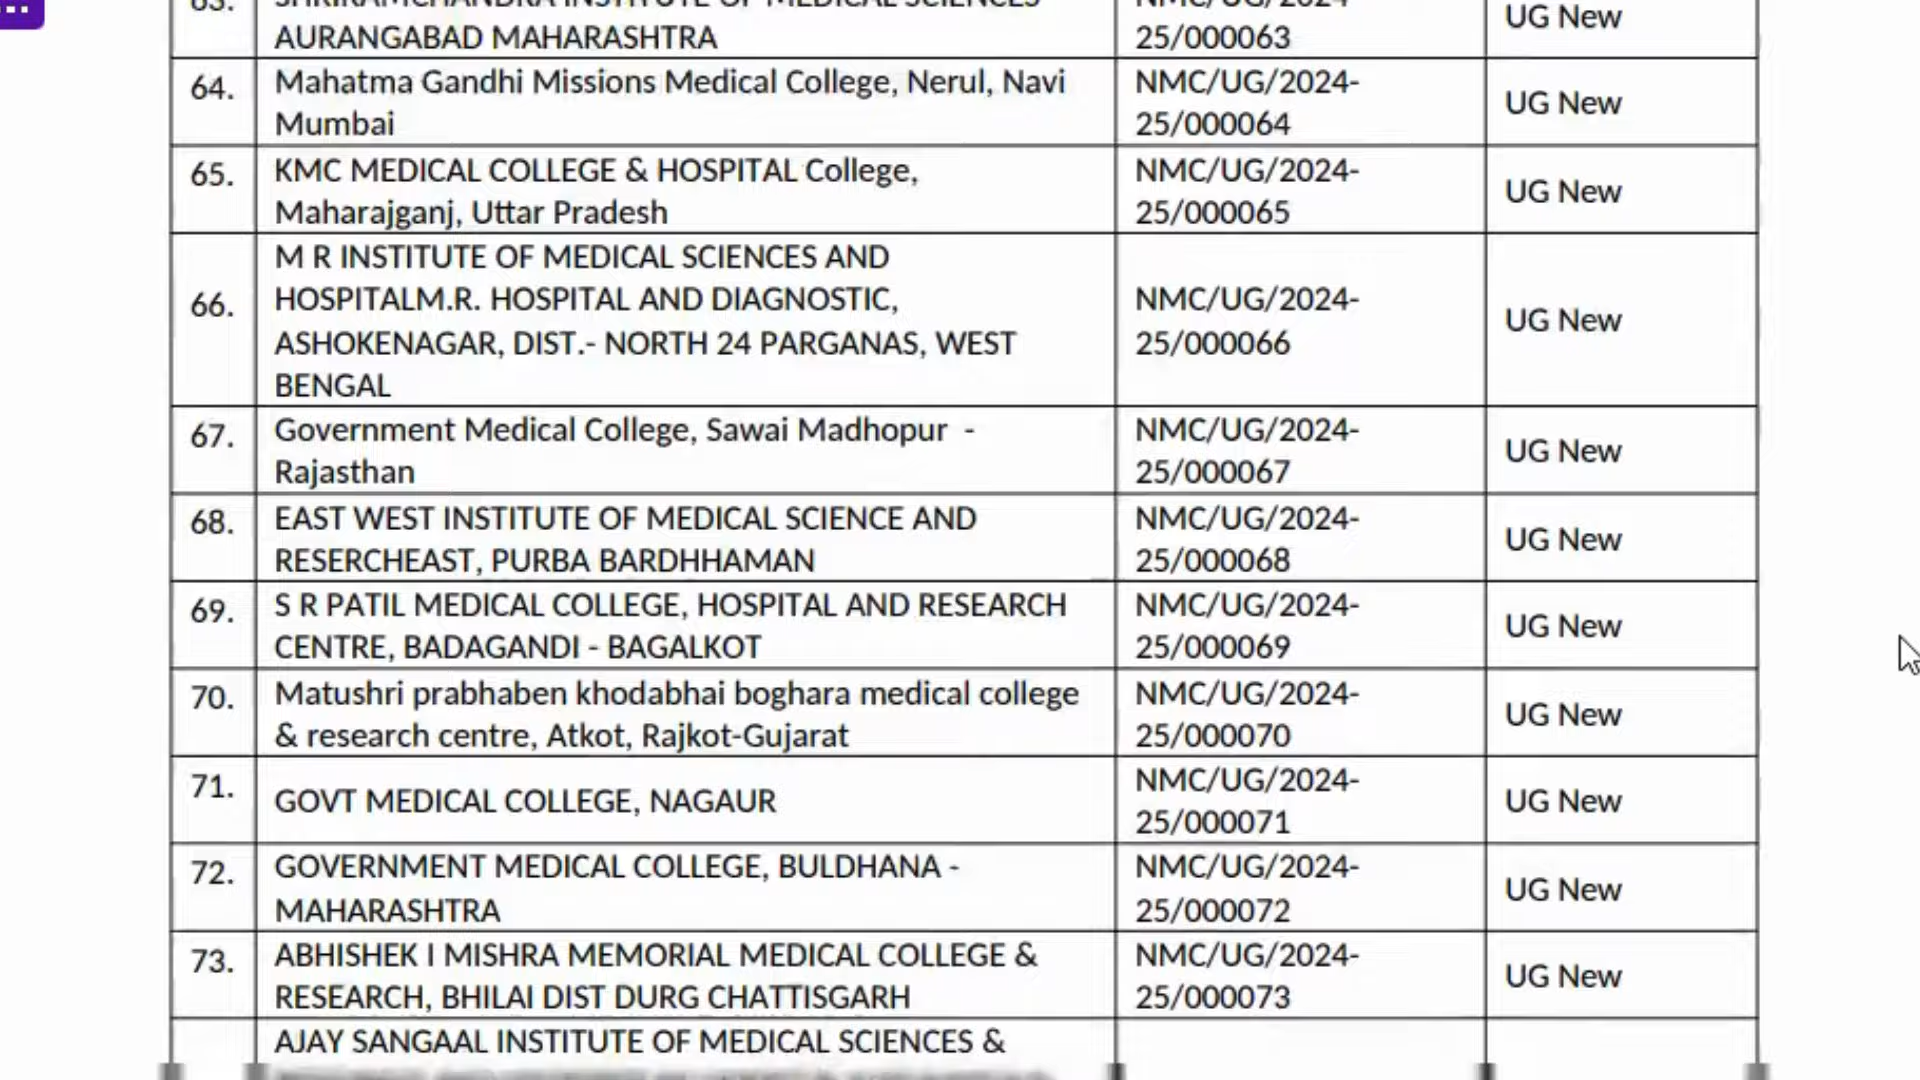 63.
SHRIRAMCHANDRA INSTITUTE OF MEDICAL SCIENCES
AURANGABAD MAHARASHTRA
NMC/UG/2024-
25/000063
UG New
64.
Mahatma Gandhi Missions Medical College, Nerul, Navi
Mumbai
NMC/UG/2024-
25/000064
UG New
65.
KMC MEDICAL COLLEGE & HOSPITAL College,
Maharajganj, Uttar Pradesh
NMC/UG/2024-
25/000065
UG New
66.
M R INSTITUTE OF MEDICAL SCIENCES AND
HOSPITALM.R. HOSPITAL AND DIAGNOSTIC,
ASHOKENAGAR, DIST.- NORTH 24 PARGANAS, WEST
BENGAL
NMC/UG/2024-
25/000066
UG New
67.
Government Medical College, Sawai Madhopur  -
Rajasthan
NMC/UG/2024-
25/000067
UG New
68.
EAST WEST INSTITUTE OF MEDICAL SCIENCE AND
RESERCHEAST, PURBA BARDHHAMAN
NMC/UG/2024-
25/000068
UG New
69.
S R PATIL MEDICAL COLLEGE, HOSPITAL AND RESEARCH
CENTRE, BADAGANDI - BAGALKOT
NMC/UG/2024-
25/000069
UG New
70.
Matushri prabhaben khodabhai boghara medical college
& research centre, Atkot, Rajkot-Gujarat
NMC/UG/2024-
25/000070
UG New
71.
GOVT MEDICAL COLLEGE, NAGAUR
NMC/UG/2024-
25/000071
UG New
72.
GOVERNMENT MEDICAL COLLEGE, BULDHANA -
MAHARASHTRA
NMC/UG/2024-
25/000072
UG New
73.
ABHISHEK I MISHRA MEMORIAL MEDICAL COLLEGE &
RESEARCH, BHILAI DIST DURG CHATTISGARH
NMC/UG/2024-
25/000073
UG New
AJAY SANGAAL INSTITUTE OF MEDICAL SCIENCES &